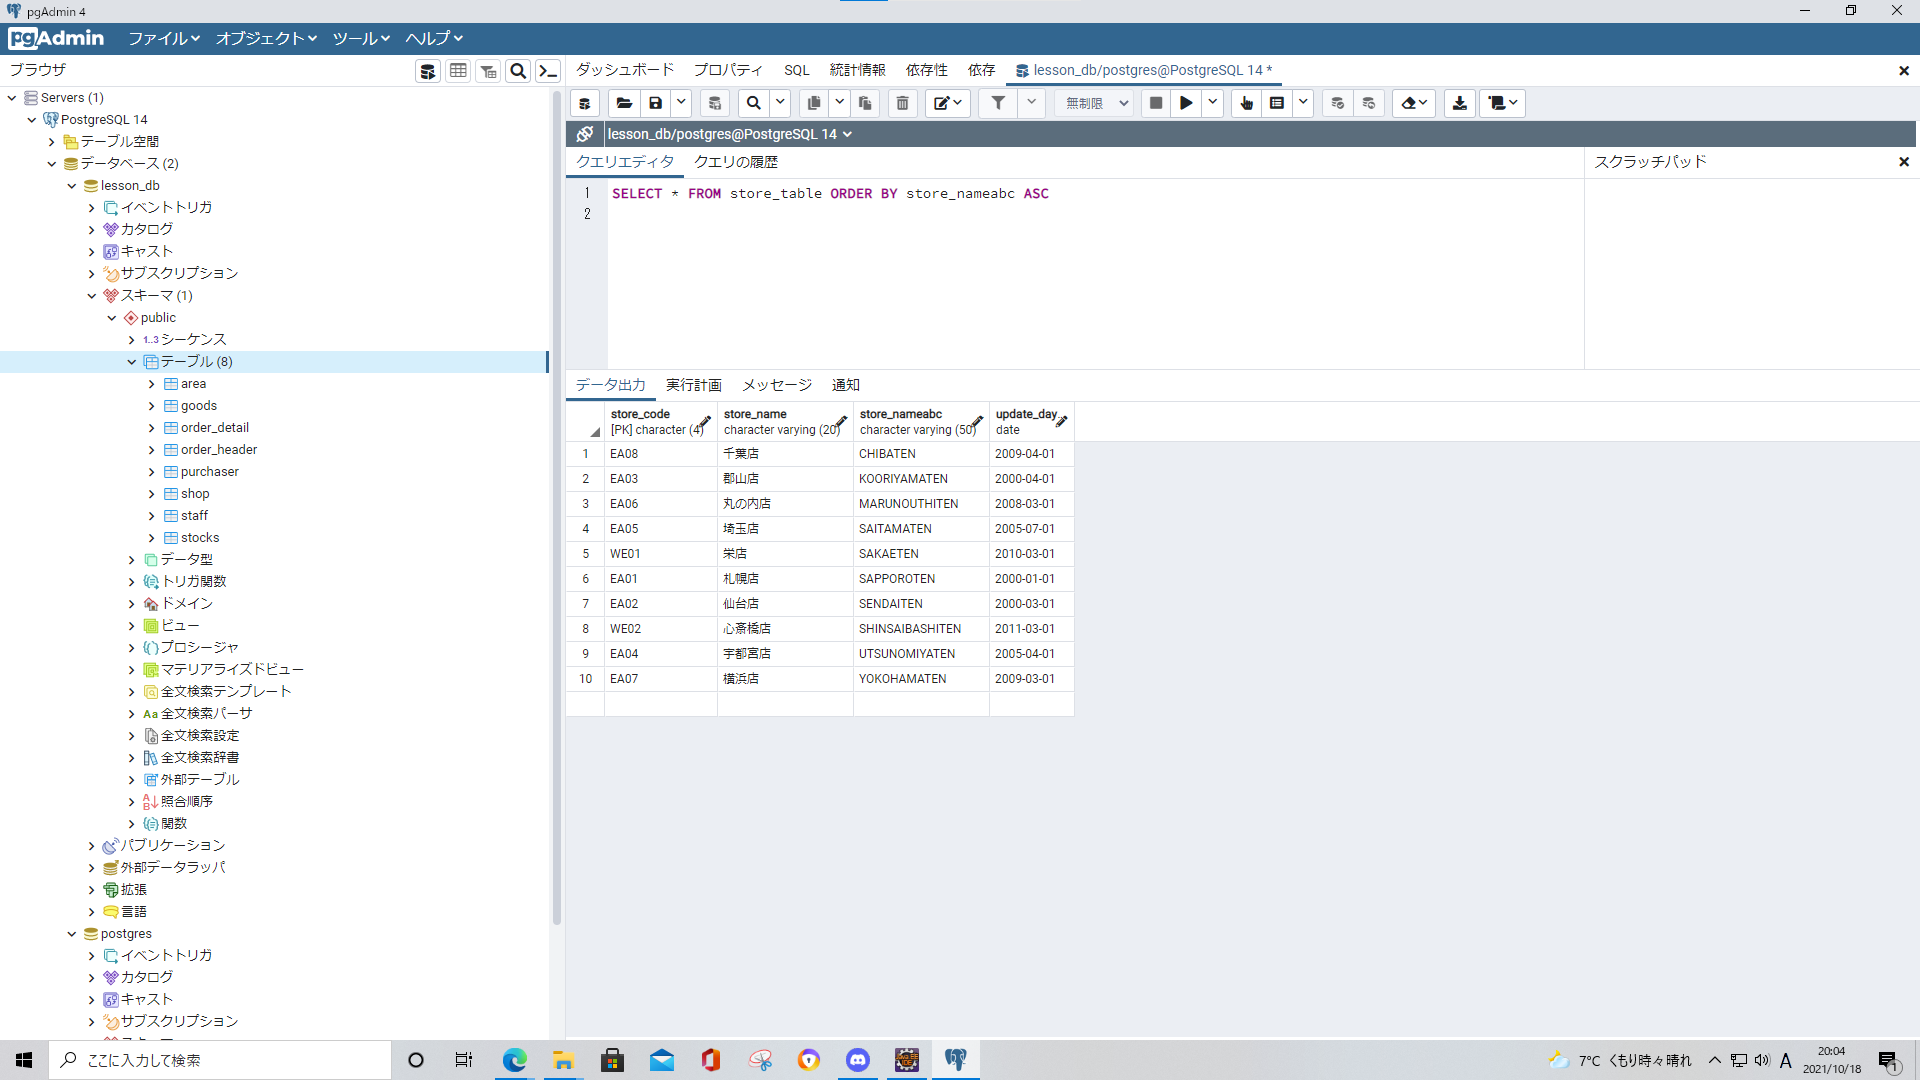 pgAdmin 4
pgAdmin ファイル オブジェクト ツール ヘルプ
ブラウザ
Servers (1)
PostgreSQL 14
テーブル空間
データベース (2)
lesson_db
イベントトリガ
カタログ
キャスト
サブスクリプション
スキーマ (1)
public
1..3 シーケンス
テーブル (8)
area
goods
order_detail
order_header
purchaser
shop
staff
stocks
データ型
トリガ関数
ドメイン
ビュー
プロシージャ
マテリアライズドビュー
全文検索テンプレート
Aa 全文検索パーサ
全文検索設定
全文検索辞書
外部テーブル
照合順序
関数
パブリケーション
外部データラッパ
拡張
言語
postgres
イベントトリガ
カタログ
キャスト
サブスクリプション
ダッシュボード プロパティ SQL 統計情報 依存性 依存 lesson_db/postgres@PostgreSQL 14 *
無制限
lesson_db/postgres@PostgreSQL 14
クエリエディタ クエリの履歴 スクラッチパッド
1 SELECT * FROM store_table ORDER BY store_nameabc ASC
2
データ出力 実行計画 メッセージ 通知
store_code store_name store_nameabc update_day
[PK] character (4) character varying (20) character varying (50) date
1 EA08 千葉店 CHIBATEN 2009-04-01
2 EA03 郡山店 KOORIYAMATEN 2000-04-01
3 EA06 丸の内店 MARUNOUTHITEN 2008-03-01
4 EA05 埼玉店 SAITAMATEN 2005-07-01
5 WE01 栄店 SAKAETEN 2010-03-01
6 EA01 札幌店 SAPPOROTEN 2000-01-01
7 EA02 仙台店 SENDAITEN 2000-03-01
8 WE02 心斎橋店 SHINSAIBASHITEN 2011-03-01
9 EA04 宇都宮店 UTSUNOMIYATEN 2005-04-01
10 EA07 横浜店 YOKOHAMATEN 2009-03-01
ここに入力して検索
7°C くもり時々晴れ A 20:04
2021/10/18
1